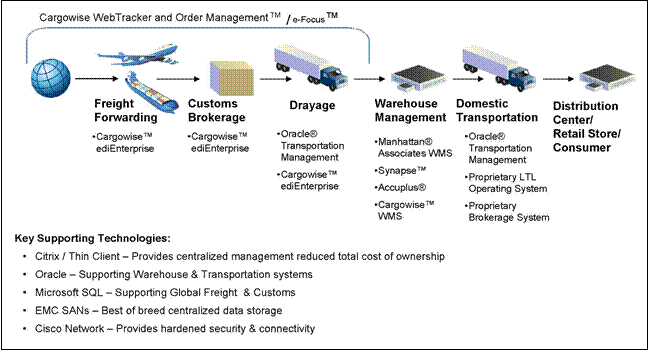 Cargowise WebTracker and Order Management™ / e-Focus™
Freight
Forwarding
•Cargowise™
ediEnterprise
Customs
Brokerage
•Cargowise™
ediEnterprise
Drayage
•Oracle®
Transportation
Management
•Cargowise™
ediEnterprise
Warehouse
Management
•Manhattan®
Associates WMS
•Synapse™
•Accuplus®
•Cargowise™
WMS
Domestic
Transportation
•Oracle®
Transportation
Management
•Proprietary LTL
Operating System
•Proprietary
Brokerage System
Distribution
Center/
Retail Store/
Consumer
Key Supporting Technologies:
• Citrix / Thin Client – Provides centralized management reduced total cost of ownership
• Oracle – Supporting Warehouse & Transportation systems
• Microsoft SQL – Supporting Global Freight & Customs
• EMC SANs – Best of breed centralized data storage
• Cisco Network – Provides hardened security & connectivity